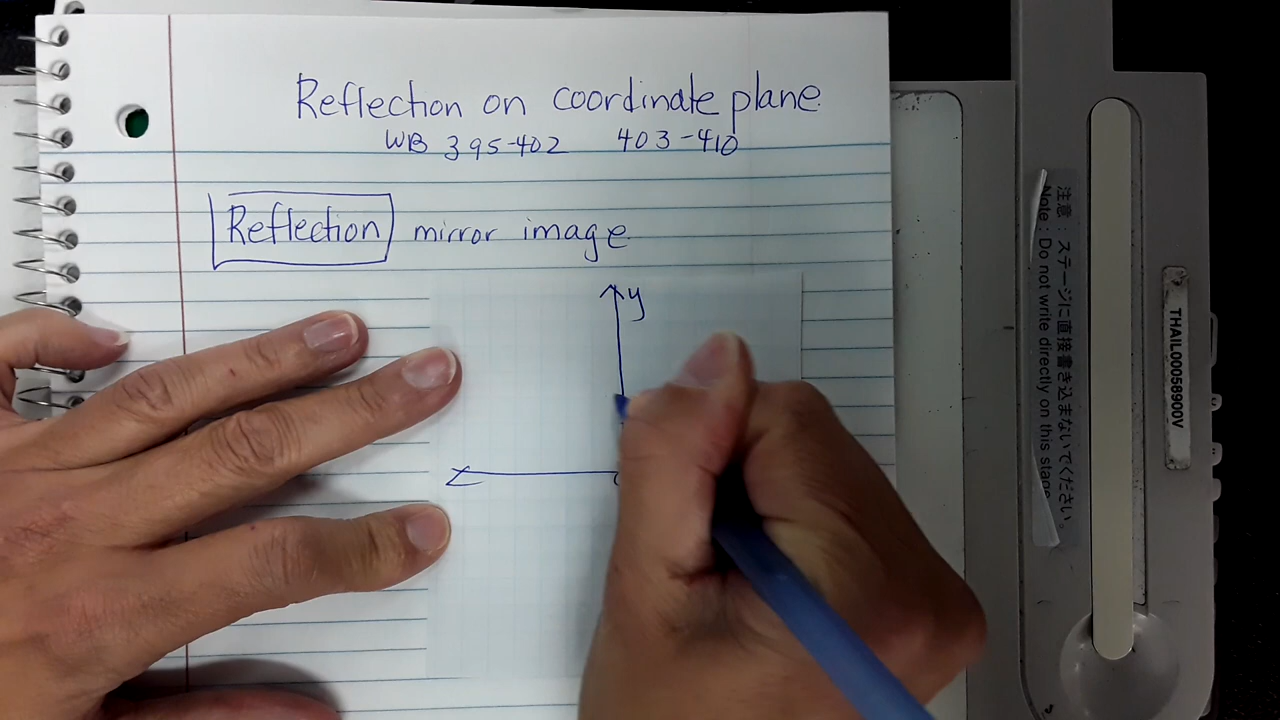 Reflection on coordinate plane
WB 395-402 403-410
Reflection mirror image
y
注意：ステージに直接書き込まないでください。
Note : Do not write directly on this stage
THAIL00058900V